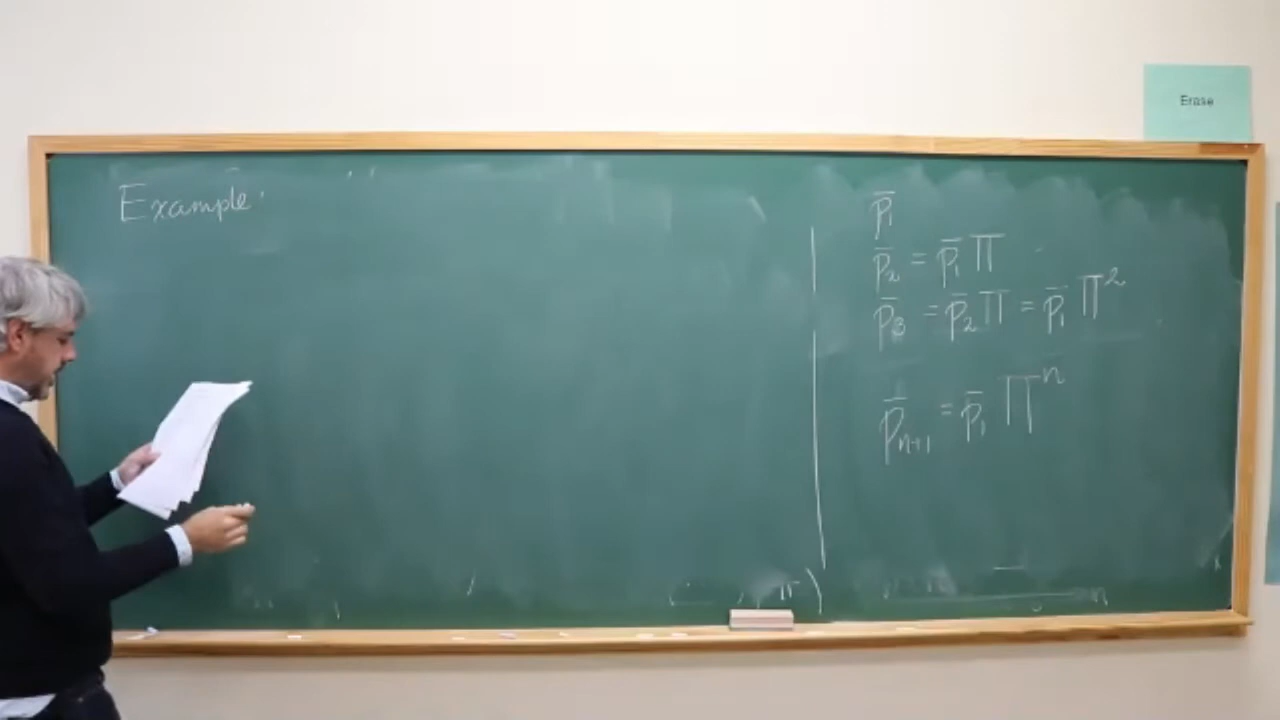 Erase
Example.
p̄₁
p̄₂ = p̄₁ Π
p̄₃ = p̄₂ Π = p̄₁ Π²
p̄ₙ₊₁ = p̄₁ Πⁿ